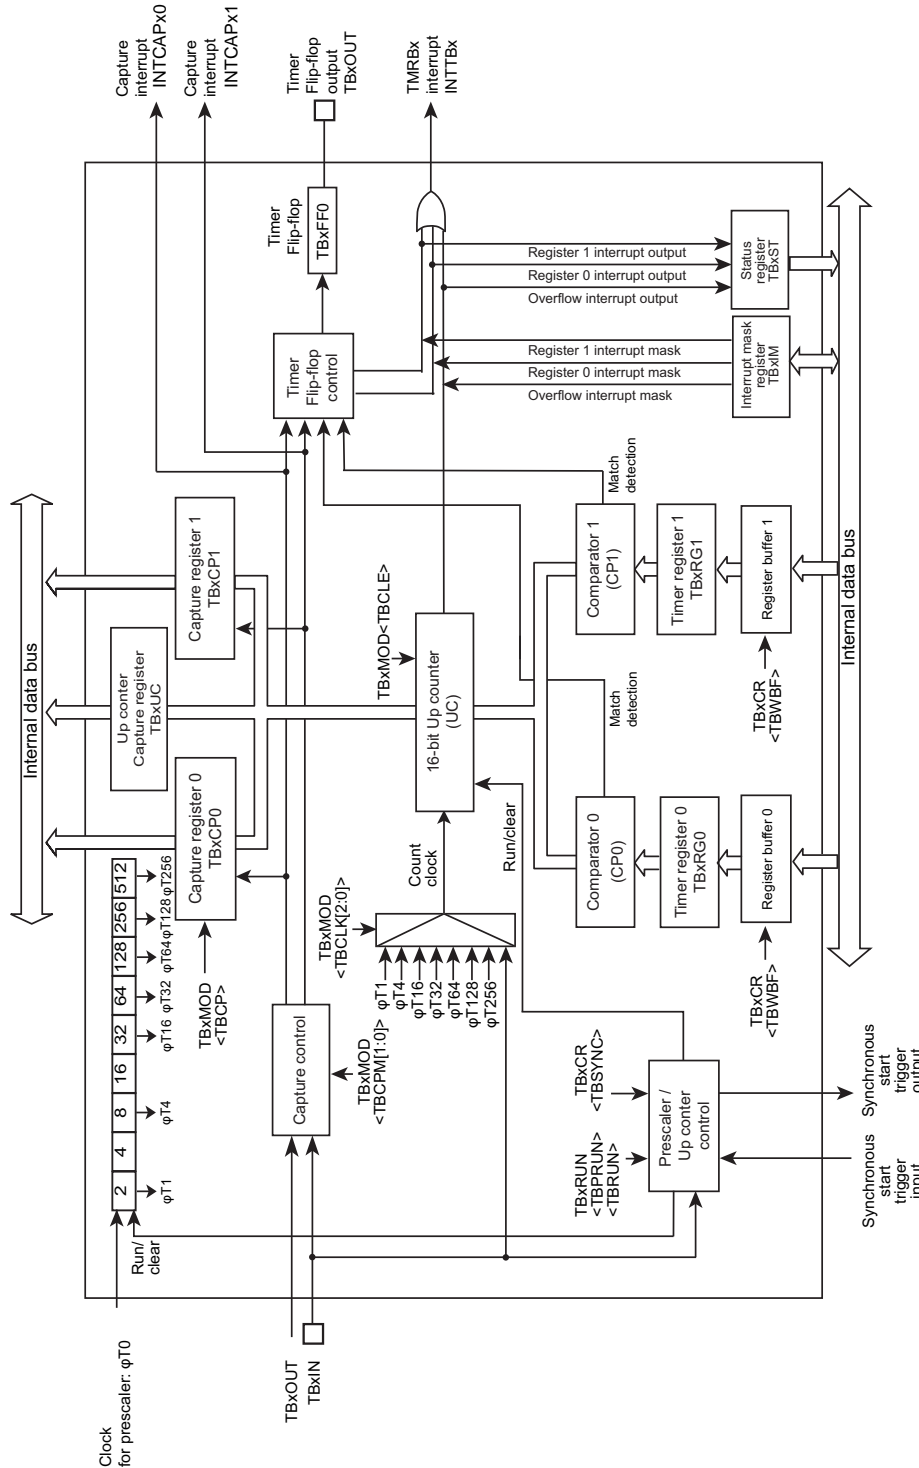 Internal data bus
Clock
for prescaler: φT0
Run/
clear
2
4
8
16
32
64
128
256
512
φT1
φT4
φT16
φT32
φT64
φT128
φT256
TBxMOD
<TBCP>
Capture register 0
TBxCP0
Up conter
Capture register
TBxUC
Capture register 1
TBxCP1
Capture
interrupt
INTCAPx0
Capture
interrupt
INTCAPx1
TBxOUT
TBxIN
Capture control
TBxMOD
<TBCPM[1:0]>
TBxMOD
<TBCLK[2:0]>
φT1
φT4
φT16
φT32
φT64
φT128
φT256
Count
clock
TBxMOD<TBCLE>
16-bit Up counter
(UC)
Run/clear
Timer
Flip-flop
control
Timer
Flip-flop
TBxFF0
Timer
Flip-flop
output
TBxOUT
TMRBx
interrupt
INTTBx
Register 1 interrupt output
Register 0 interrupt output
Overflow interrupt output
Status
register
TBxST
Register 1 interrupt mask
Register 0 interrupt mask
Overflow interrupt mask
Interrupt mask
register
TBxIM
TBxRUN
<TBPRUN>
<TBRUN>
TBxCR
<TBSYNC>
Prescaler /
Up conter
control
Match
detection
Match
detection
Comparator 0
(CP0)
Timer register 0
TBxRG0
Register buffer 0
TBxCR
<TBWBF>
Comparator 1
(CP1)
Timer register 1
TBxRG1
Register buffer 1
TBxCR
<TBWBF>
Internal data bus
Synchronous
start
trigger
input
Synchronous
start
trigger
output